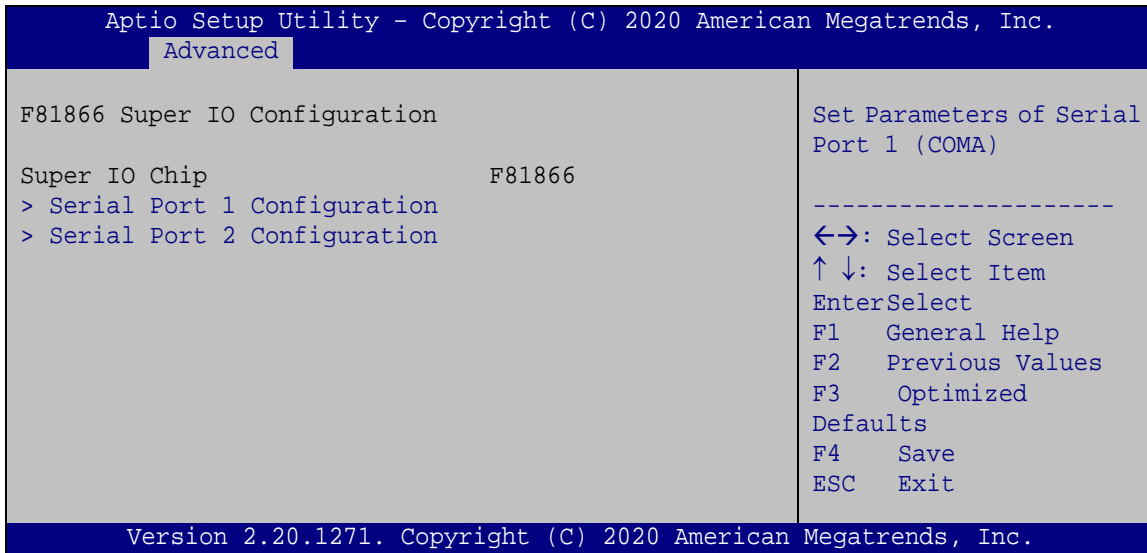 Aptio Setup Utility – Copyright (C) 2020 American Megatrends, Inc.
Advanced
F81866 Super IO Configuration
Super IO Chip F81866
> Serial Port 1 Configuration
> Serial Port 2 Configuration
Set Parameters of Serial
Port 1 (COMA)
---------------------
←→: Select Screen
↑ ↓: Select Item
EnterSelect
F1 General Help
F2 Previous Values
F3 Optimized
Defaults
F4 Save
ESC Exit
Version 2.20.1271. Copyright (C) 2020 American Megatrends, Inc.